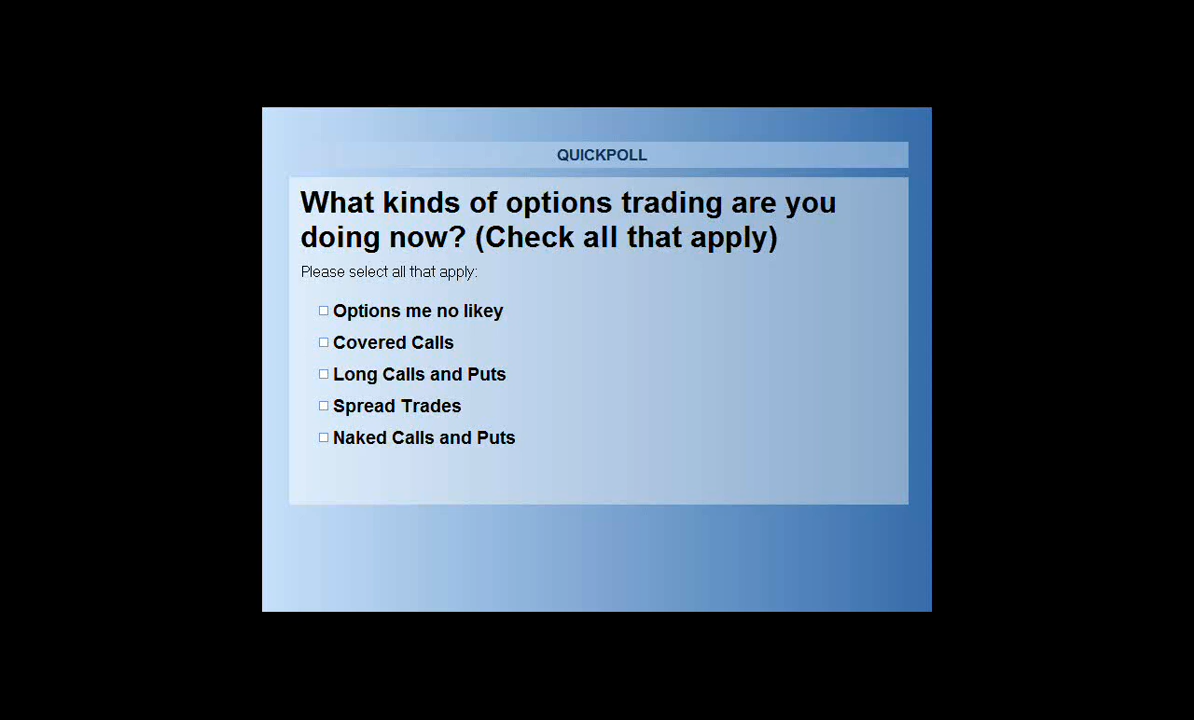 QUICKPOLL
What kinds of options trading are you
doing now? (Check all that apply)
Please select all that apply:
Options me no likey
Covered Calls
Long Calls and Puts
Spread Trades
Naked Calls and Puts